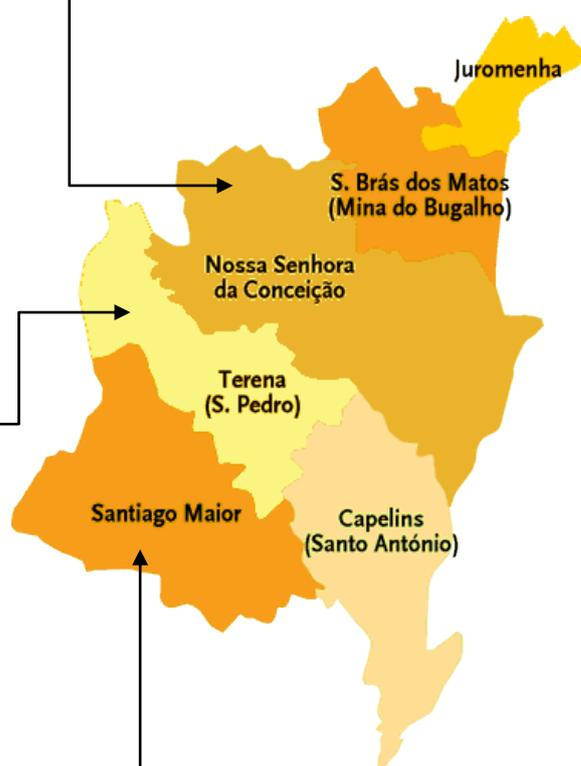 Juromenha
S. Brás dos Matos
(Mina do Bugalho)
Nossa Senhora
da Conceição
Terena
(S. Pedro)
Santiago Maior
Capelins
(Santo António)